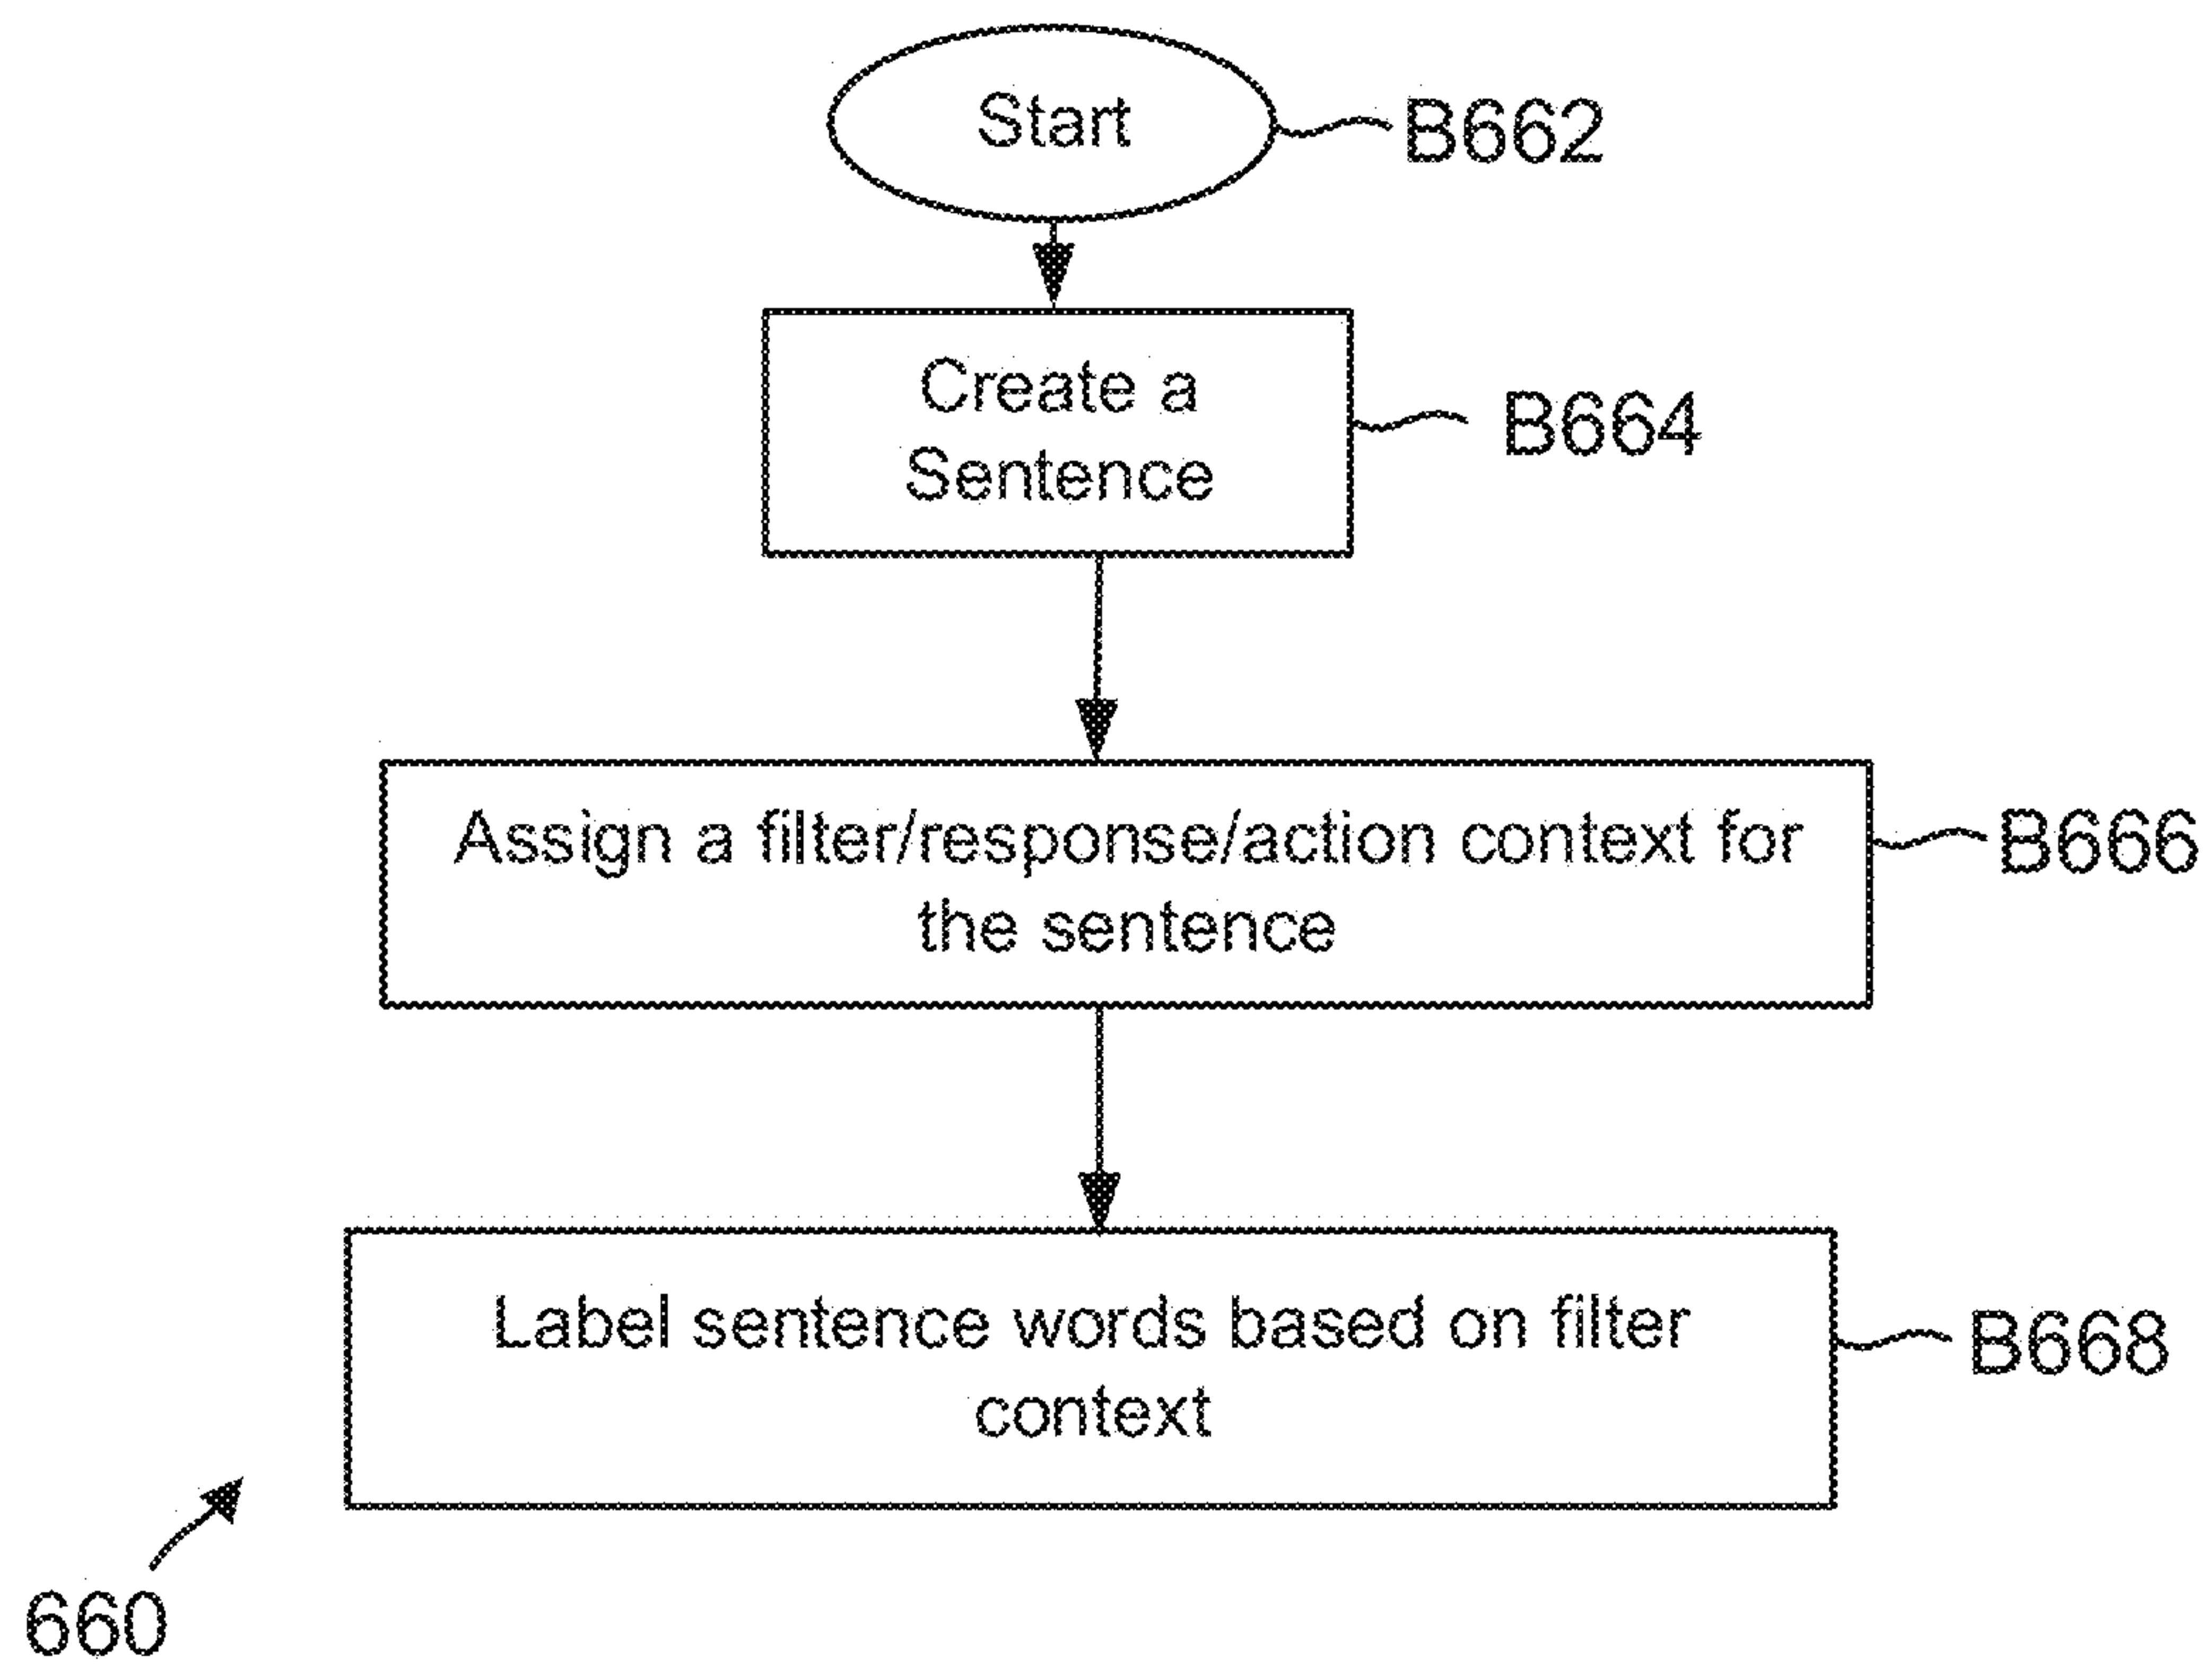 Start
B662
Create a
Sentence
B664
Assign a filter/response/action context for
the sentence
B666
Label sentence words based on filter
context
B668
660